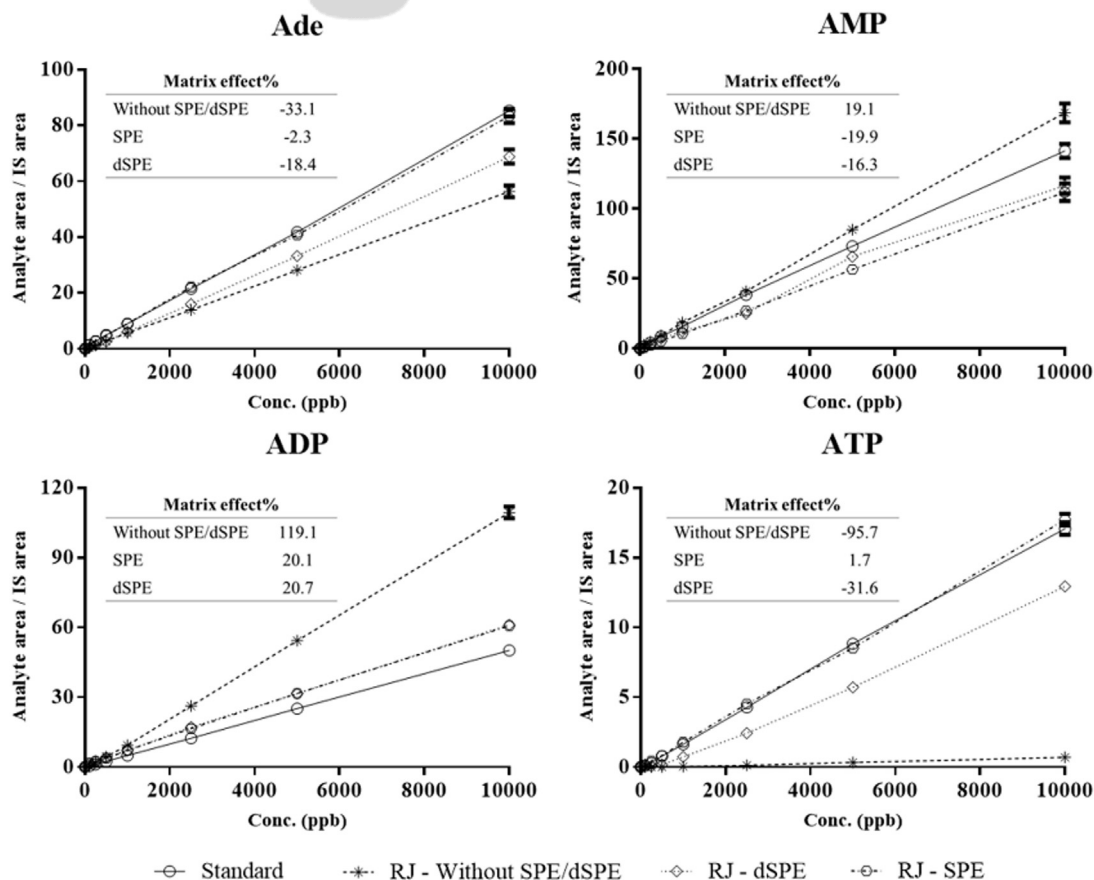 Ade
Matrix effect%
Without SPE/dSPE -33.1
SPE -2.3
dSPE -18.4
Analyte area / IS area
100
80
60
40
20
0
0 2000 4000 6000 8000 10000
Conc. (ppb)
AMP
Matrix effect%
Without SPE/dSPE 19.1
SPE -19.9
dSPE -16.3
Analyte area / IS area
200
150
100
50
0
0 2000 4000 6000 8000 10000
Conc. (ppb)
ADP
Matrix effect%
Without SPE/dSPE 119.1
SPE 20.1
dSPE 20.7
Analyte area / IS area
120
90
60
30
0
0 2000 4000 6000 8000 10000
Conc. (ppb)
ATP
Matrix effect%
Without SPE/dSPE -95.7
SPE 1.7
dSPE -31.6
Analyte area / IS area
20
15
10
5
0
0 2000 4000 6000 8000 10000
Conc. (ppb)
Standard RJ - Without SPE/dSPE RJ - dSPE RJ - SPE